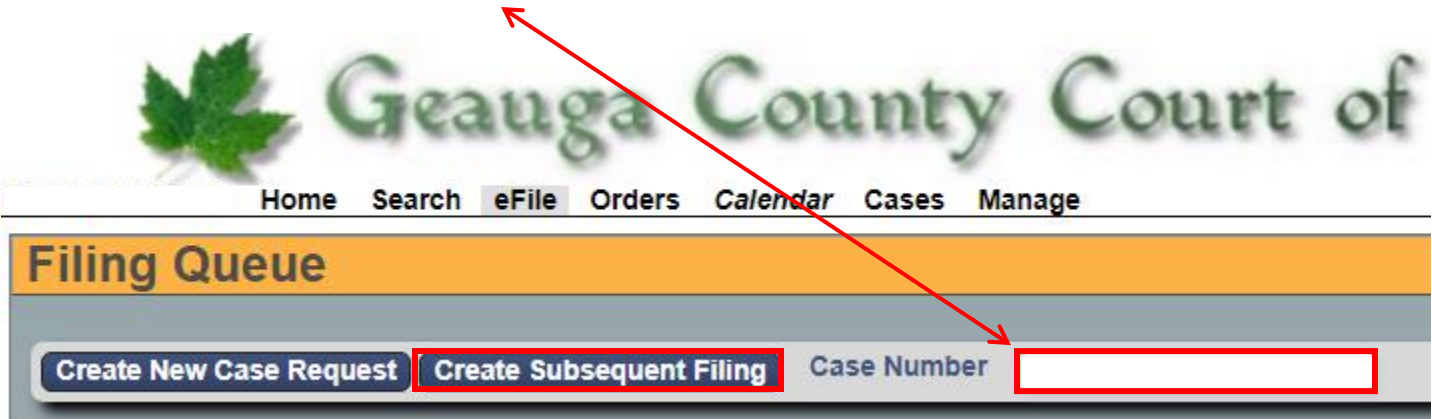 Geauga County Court of
Home Search eFile Orders Calendar Cases Manage
Filing Queue
Create New Case Request Create Subsequent Filing Case Number